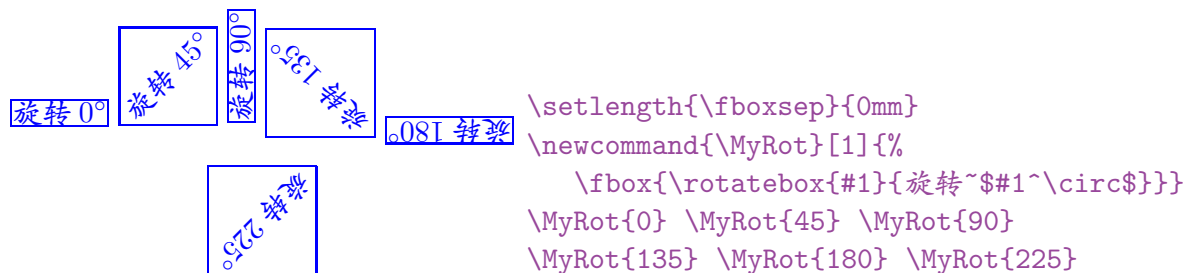 旋转 0°
旋转 45°
旋转 90°
旋转 135°
旋转 180°
旋转 225°
\setlength{\fboxsep}{0mm}
\newcommand{\MyRot}[1]{%
\fbox{\rotatebox{#1}{旋转~$#1^\circ$}}}
\MyRot{0} \MyRot{45} \MyRot{90}
\MyRot{135} \MyRot{180} \MyRot{225}